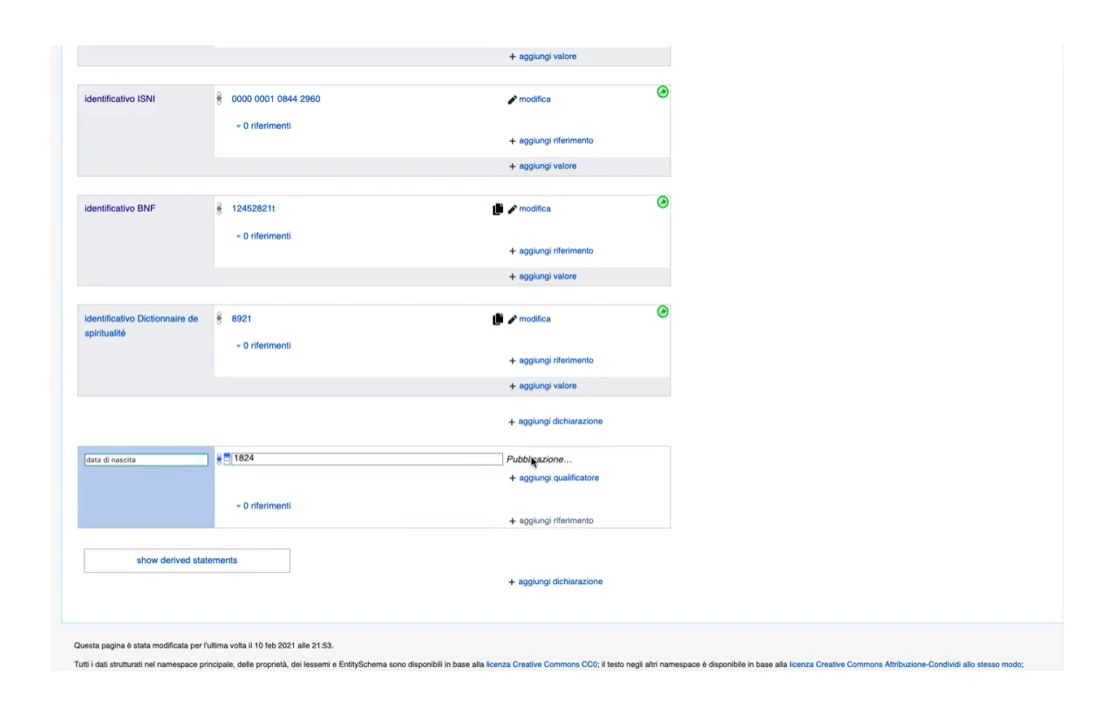 + aggiungi valore
identificativo ISNI
0000 0001 0844 2960
modifica
0 riferimenti
+ aggiungi riferimento
+ aggiungi valore
identificativo BNF
12452821t
modifica
0 riferimenti
+ aggiungi riferimento
+ aggiungi valore
identificativo Dictionnaire de
spiritualité
8921
modifica
0 riferimenti
+ aggiungi riferimento
+ aggiungi valore
+ aggiungi dichiarazione
data di nascita
1824
Pubblicazione...
+ aggiungi qualificatore
0 riferimenti
+ aggiungi riferimento
show derived statements
+ aggiungi dichiarazione
Questa pagina è stata modificata per l'ultima volta il 10 feb 2021 alle 21:53.
Tutti i dati strutturati nel namespace principale, delle proprietà, dei lessemi e EntitySchema sono disponibili in base alla licenza Creative Commons CC0; il testo negli altri namespace è disponibile in base alla licenza Creative Commons Attribuzione-Condividi allo stesso modo;